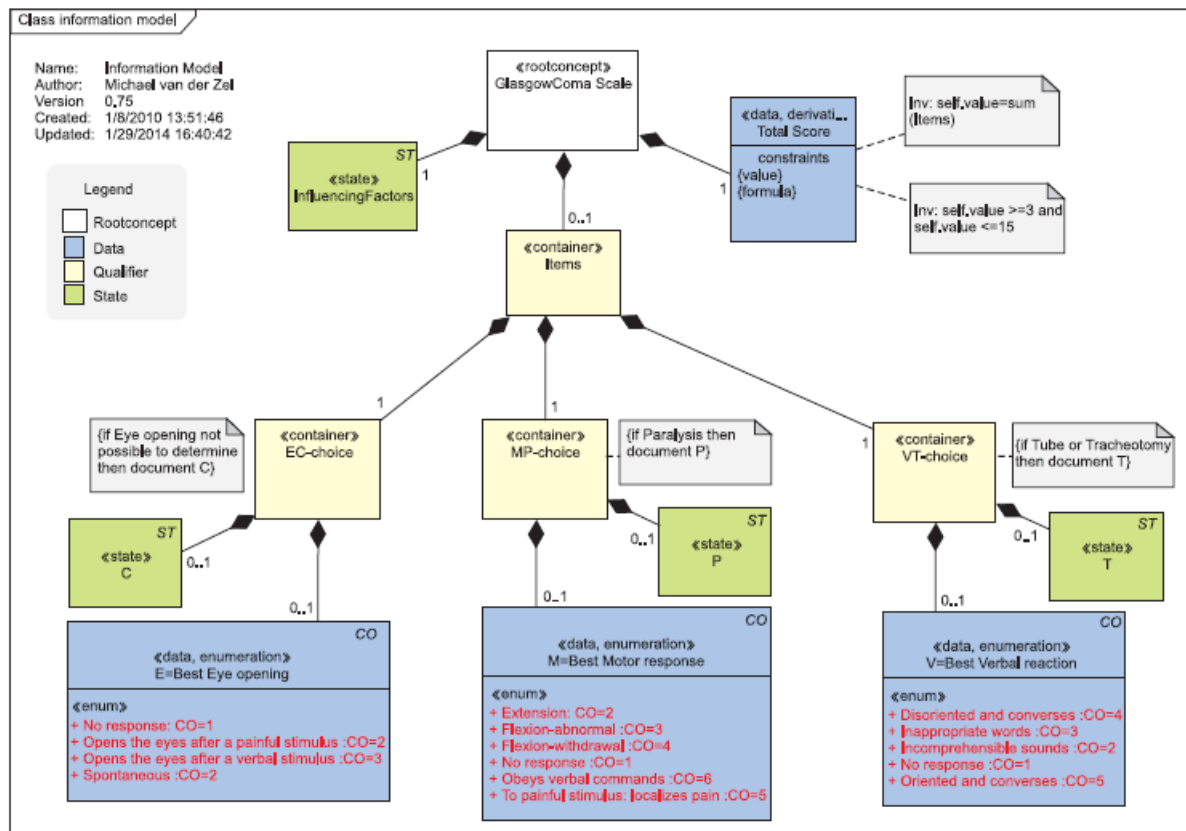 Class information model
Name: Information Model
Author: Michael van der Zel
Version 0.75
Created: 1/8/2010 13:51:46
Updated: 1/29/2014 16:40:42
Legend
Rootconcept
Data
Qualifier
State
«rootconcept»
GlasgowComa Scale
ST
«state»
InfluencingFactors
1
0..1
1
«data, derivati...
Total Score
constraints
{value}
{formula}
Inv: self.value=sum
(Items)
Inv: self.value >=3 and
self.value <=15
«container»
Items
1
1
1
{if Eye opening not
possible to determine
then document C}
«container»
EC-choice
«container»
MP-choice
{if Paralysis then
document P}
«container»
VT-choice
{if Tube or Tracheotomy
then document T}
ST
«state»
C
0..1
0..1
ST
«state»
P
0..1
0..1
ST
«state»
T
0..1
0..1
CO
«data, enumeration»
E=Best Eye opening
«enum»
+ No response: CO=1
+ Opens the eyes after a painful stimulus :CO=2
+ Opens the eyes after a verbal stimulus :CO=3
+ Spontaneous :CO=2
CO
«data, enumeration»
M=Best Motor response
«enum»
+ Extension: CO=2
+ Flexion-abnormal :CO=3
+ Flexion-withdrawal :CO=4
+ No response :CO=1
+ Obeys verbal commands :CO=6
+ To painful stimulus: localizes pain :CO=5
CO
«data, enumeration»
V=Best Verbal reaction
«enum»
+ Disoriented and converses :CO=4
+ Inappropriate words :CO=3
+ Incomprehensible sounds :CO=2
+ No response :CO=1
+ Oriented and converses :CO=5